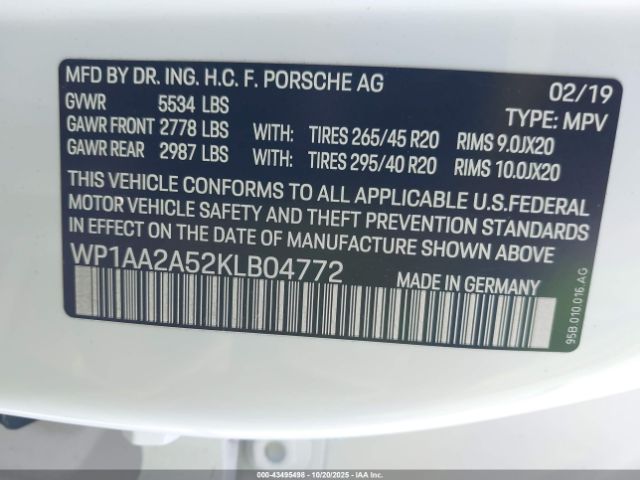 MFD BY DR. ING. H.C. F. PORSCHE AG 02/19
GVWR 5534 LBS TYPE: MPV
GAWR FRONT 2778 LBS WITH: TIRES 265/45 R20 RIMS 9.0JX20
GAWR REAR 2987 LBS WITH: TIRES 295/40 R20 RIMS 10.0JX20
THIS VEHICLE CONFORMS TO ALL APPLICABLE U.S.FEDERAL
MOTOR VEHICLE SAFETY AND THEFT PREVENTION STANDARDS
IN EFFECT ON THE DATE OF MANUFACTURE SHOWN ABOVE.
WP1AA2A52KLB04772 MADE IN GERMANY
95B.010.016.AG
000-43495498 - 10/20/2025 - IAAI, Inc.